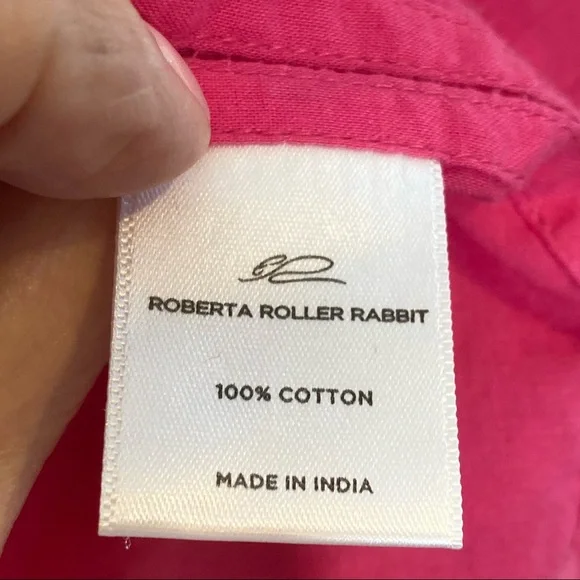 ROBERTA ROLLER RABBIT
100% COTTON
MADE IN INDIA